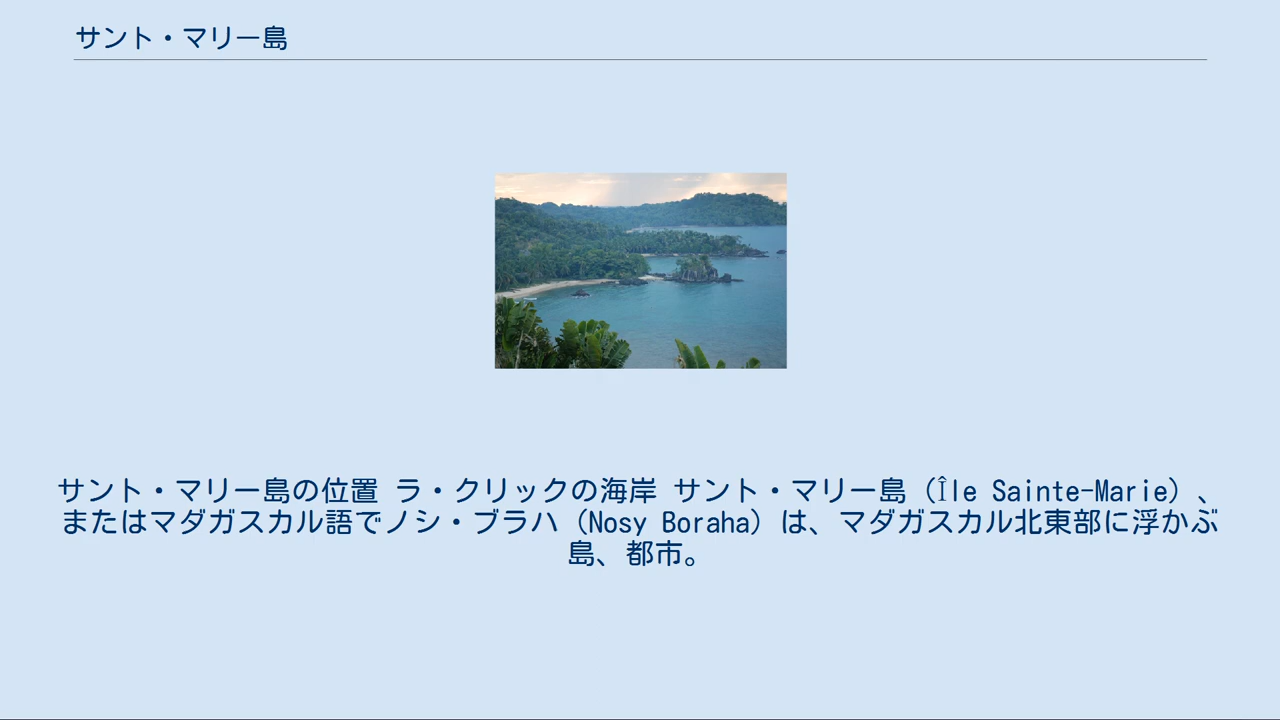 サント・マリー島
サント・マリー島の位置 ラ・クリックの海岸 サント・マリー島（Île Sainte-Marie）、
またはマダガスカル語でノシ・ブラハ（Nosy Boraha）は、マダガスカル北東部に浮かぶ
島、都市。